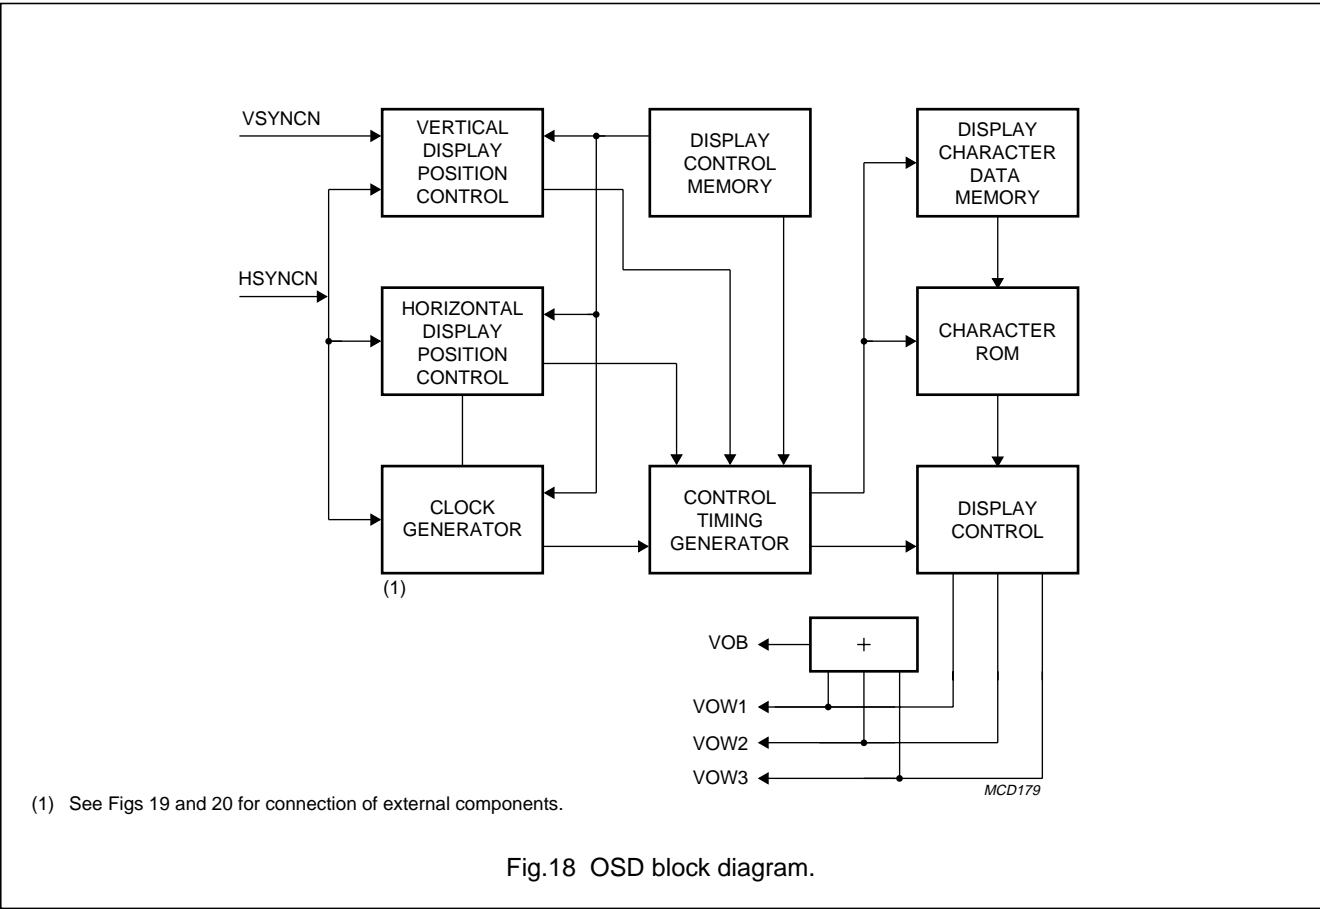 VSYNCN
VERTICAL
DISPLAY
POSITION
CONTROL
DISPLAY
CONTROL
MEMORY
DISPLAY
CHARACTER
DATA
MEMORY
HSYNCN
HORIZONTAL
DISPLAY
POSITION
CONTROL
CHARACTER
ROM
CLOCK
GENERATOR
CONTROL
TIMING
GENERATOR
DISPLAY
CONTROL
(1)
VOB
+
VOW1
VOW2
VOW3
MCD179
(1) See Figs 19 and 20 for connection of external components.
Fig.18 OSD block diagram.